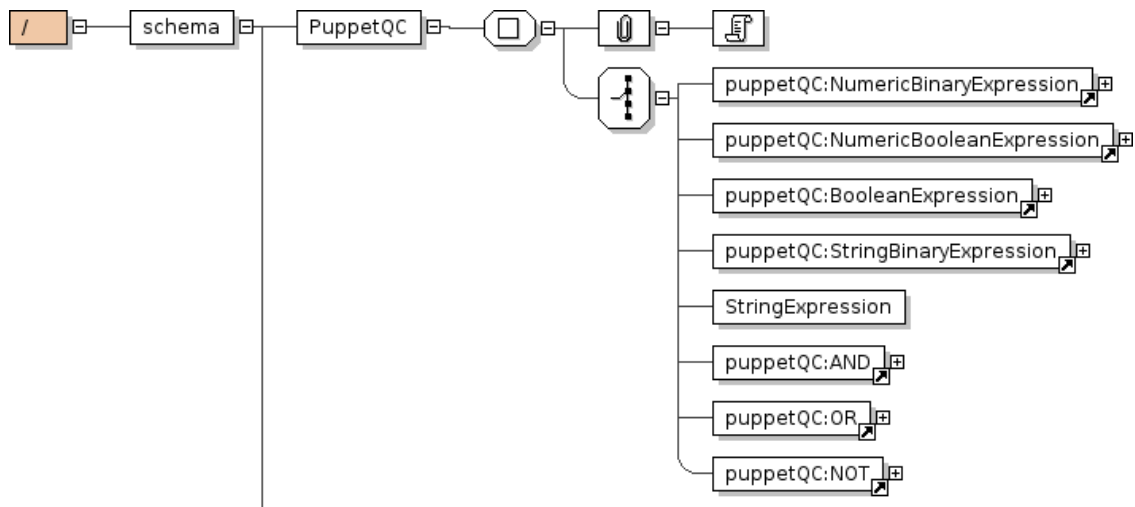 / schema PuppetQC
puppetQC:NumericBinaryExpression
puppetQC:NumericBooleanExpression
puppetQC:BooleanExpression
puppetQC:StringBinaryExpression
StringExpression
puppetQC:AND
puppetQC:OR
puppetQC:NOT